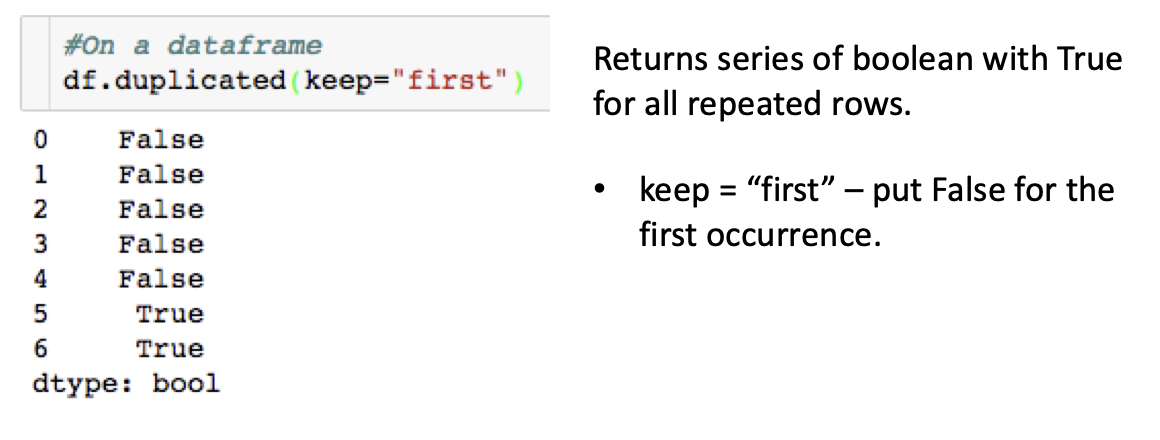 #On a dataframe
df.duplicated(keep="first")
0 False
1 False
2 False
3 False
4 False
5 True
6 True
dtype: bool
Returns series of boolean with True
for all repeated rows.
• keep = “first” – put False for the
first occurrence.